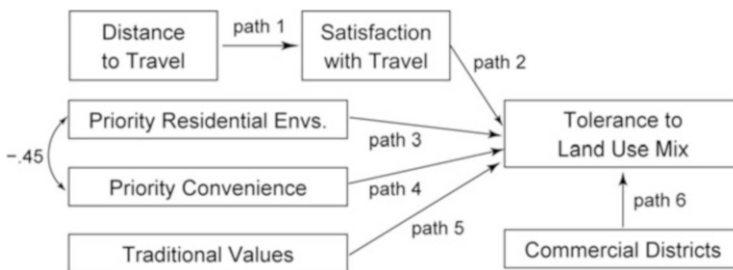 Distance
to Travel
path 1
Satisfaction
with Travel
path 2
Priority Residential Envs.
path 3
Tolerance to
Land Use Mix
-.45
Priority Convenience
path 4
path 5
path 6
Traditional Values
Commercial Districts